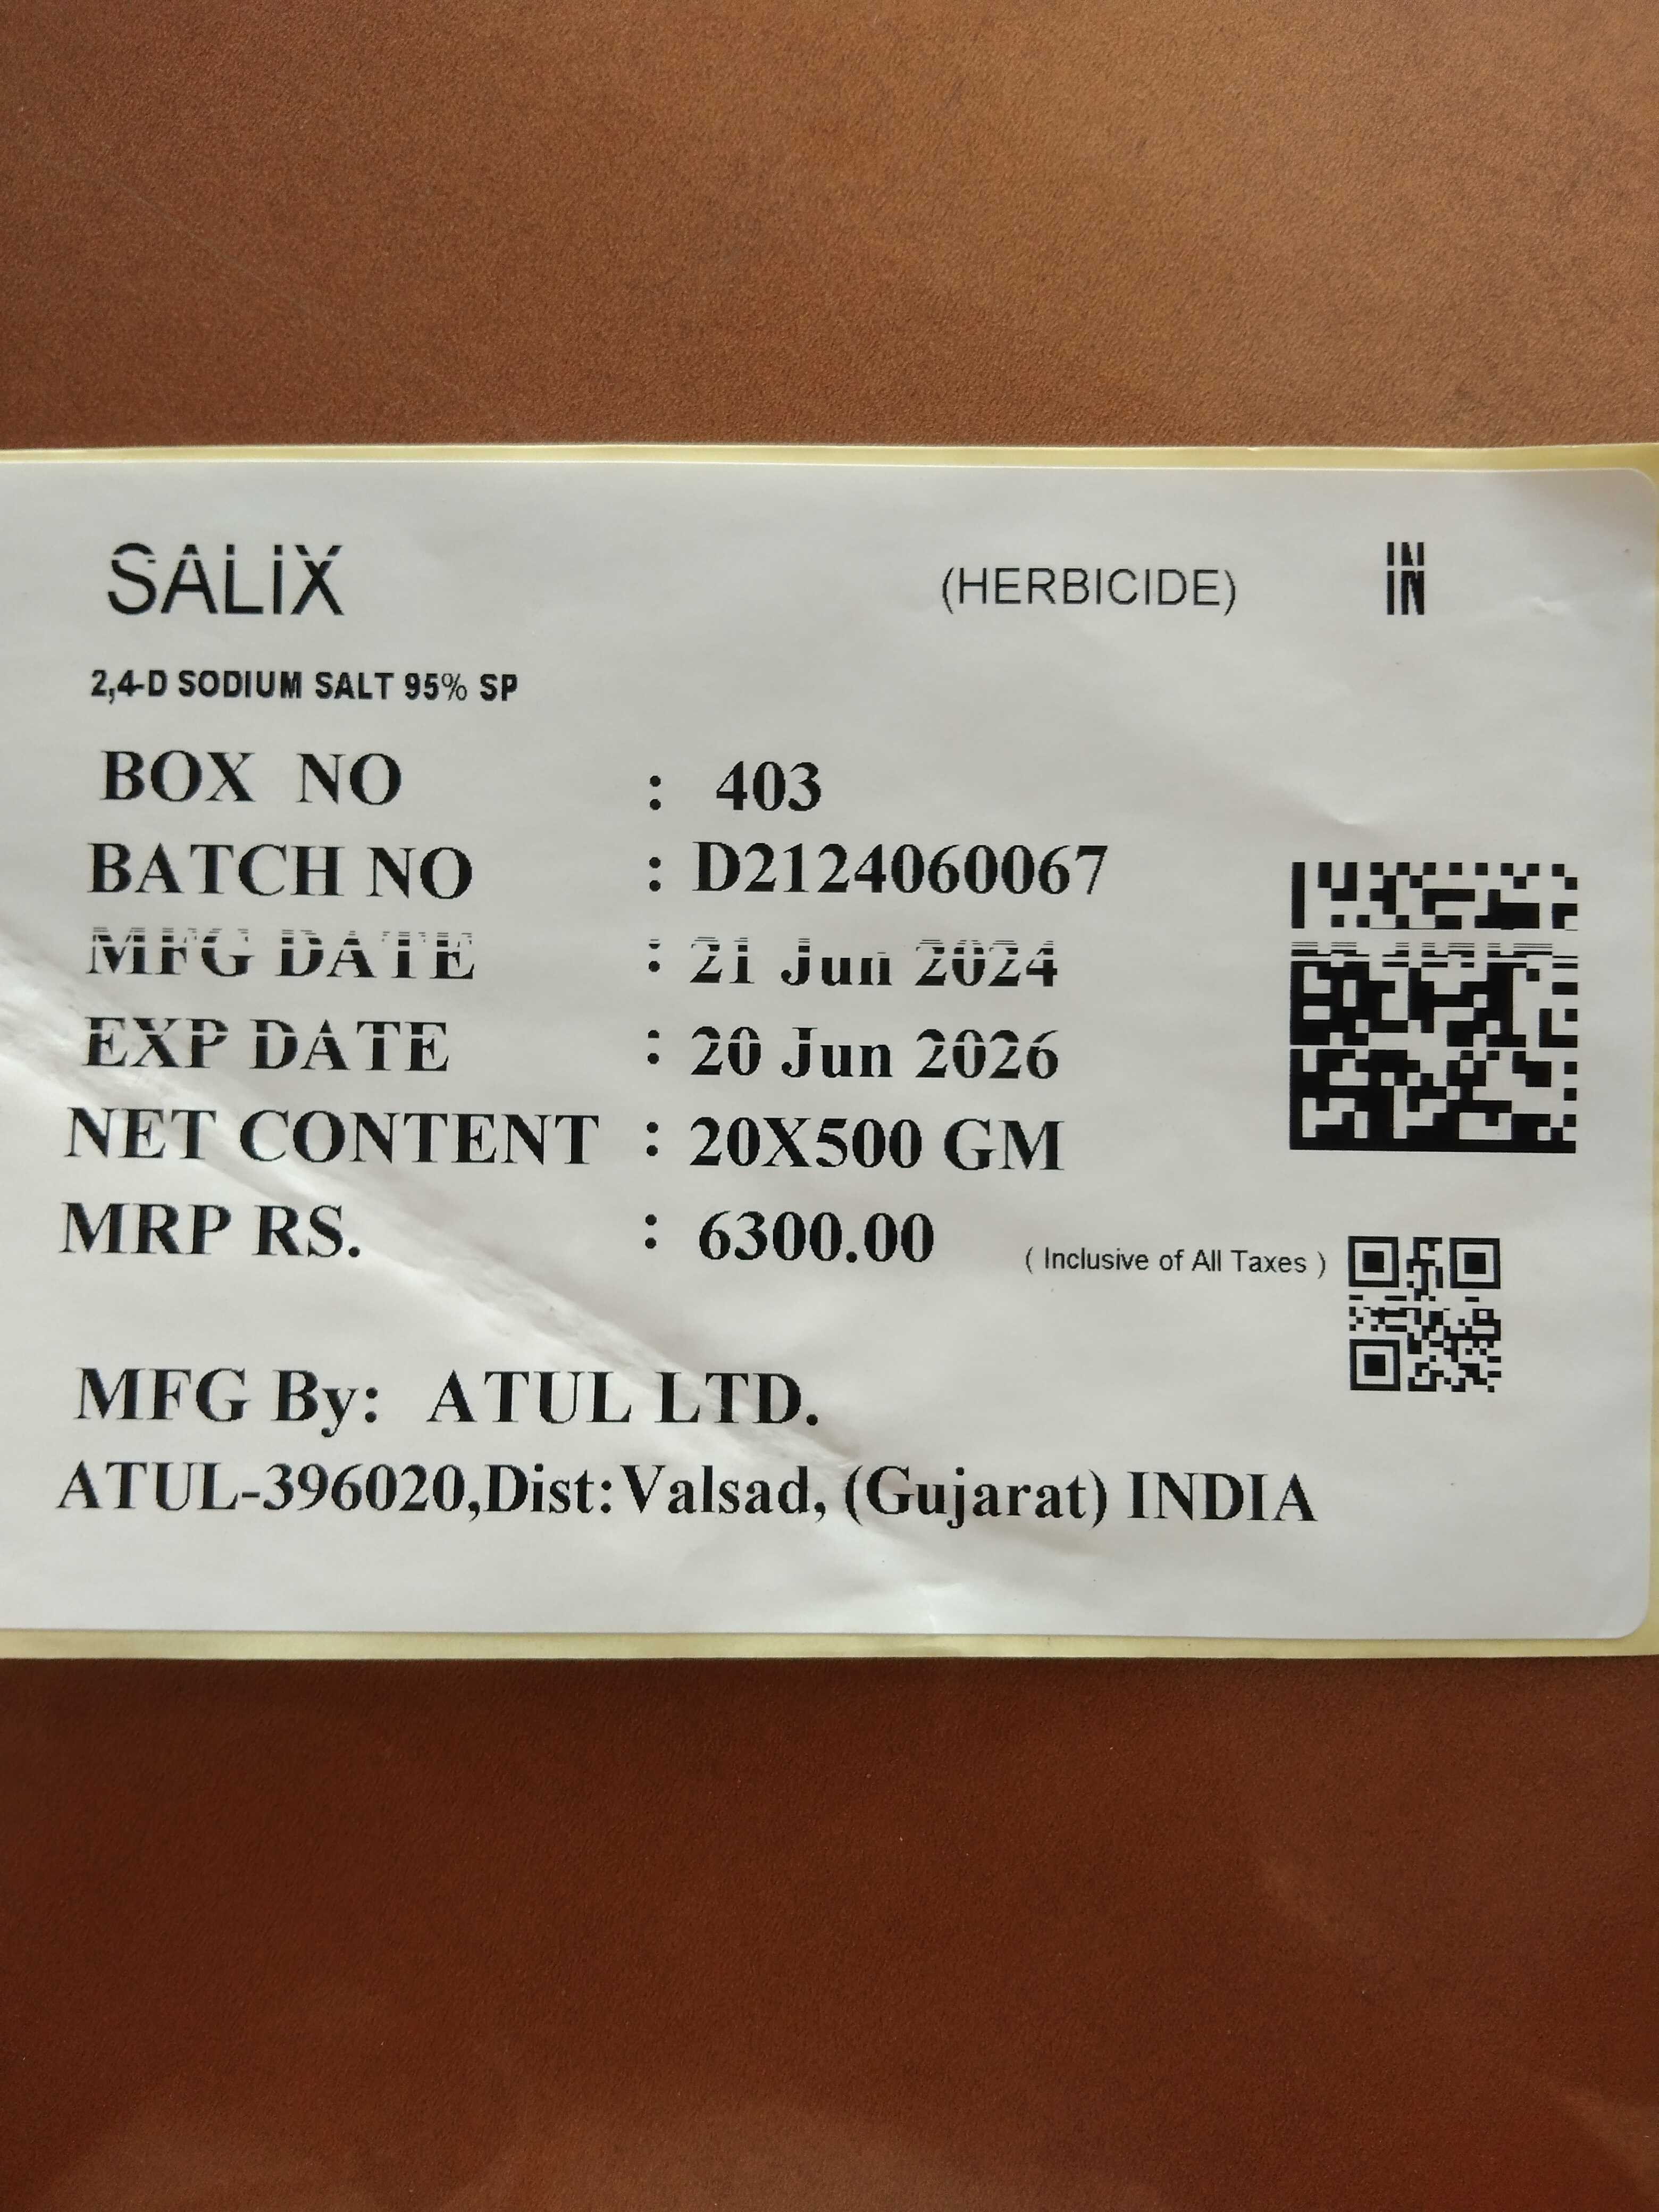 SALiX (HERBICIDE) IN
2,4-D SODIUM SALT 95% SP
BOX NO : 403
BATCH NO : D2124060067
MFG DATE : 21 Jun 2024
EXP DATE : 20 Jun 2026
NET CONTENT : 20X500 GM
MRP RS. : 6300.00 ( Inclusive of All Taxes )
MFG By: ATUL LTD.
ATUL-396020,Dist:Valsad, (Gujarat) INDIA